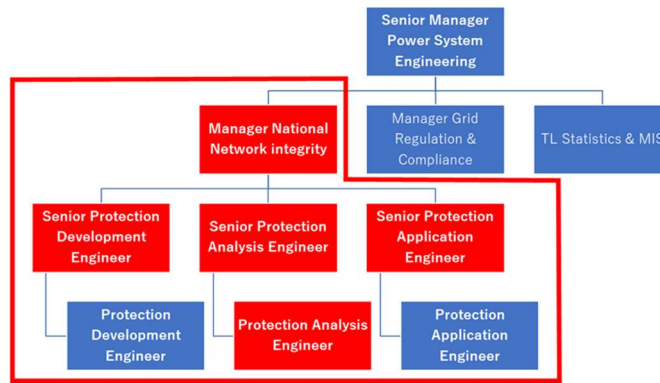 Senior Manager
Power System
Engineering
Manager National
Network integrity
Manager Grid
Regulation &
Compliance
TL Statistics & MIS
Senior Protection
Development
Engineer
Senior Protection
Analysis Engineer
Senior Protection
Application
Engineer
Protection
Development
Engineer
Protection Analysis
Engineer
Protection
Application
Engineer